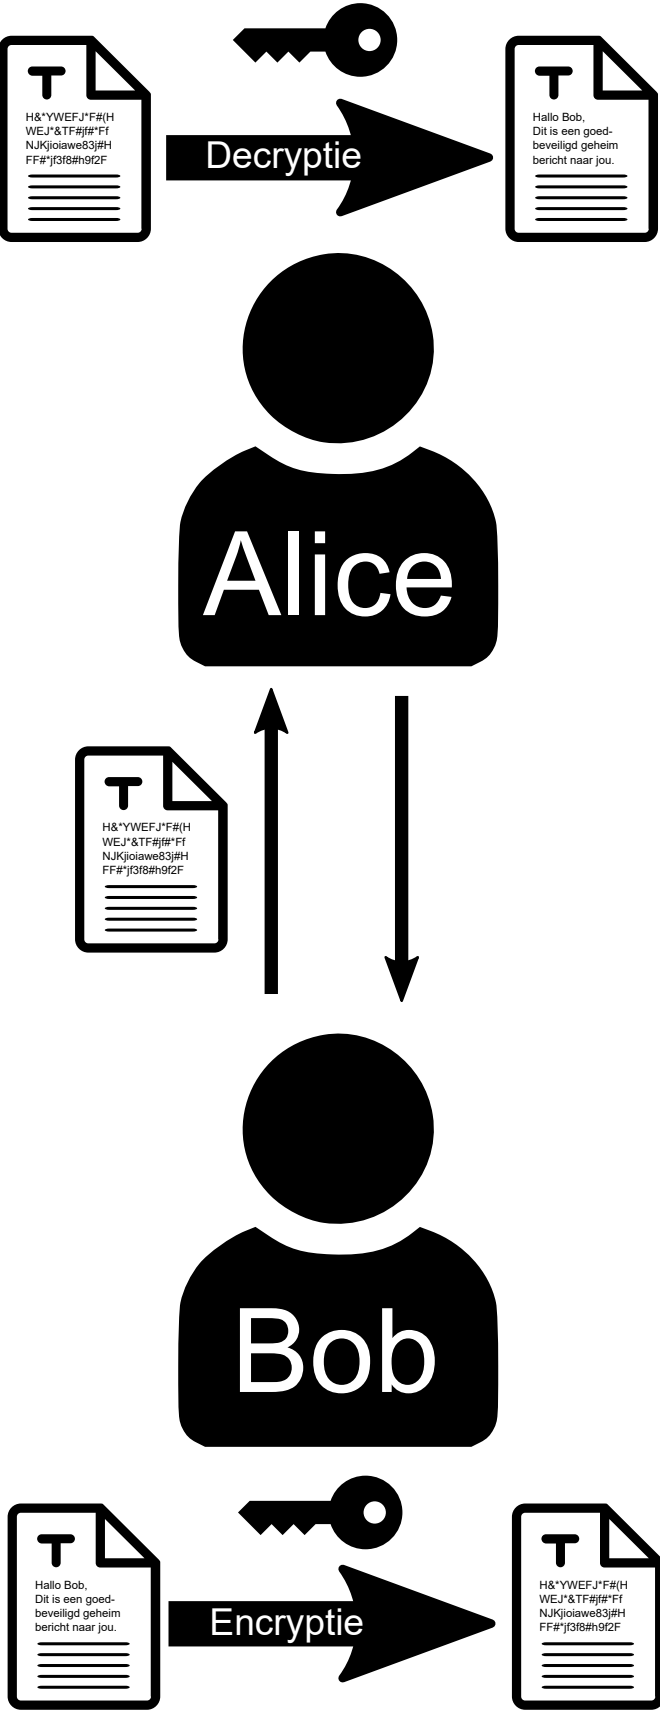 T
H&*YWEFJ*F#(H
WEJ*&TF#jf#*Ff
NJKjioiawe83j#H
FF#*jf3f8#h9f2F
Decryptie
T
Hallo Bob,
Dit is een goed-
beveiligd geheim
bericht naar jou.
Alice
T
H&*YWEFJ*F#(H
WEJ*&TF#jf#*Ff
NJKjioiawe83j#H
FF#*jf3f8#h9f2F
Bob
T
Hallo Bob,
Dit is een goed-
beveiligd geheim
bericht naar jou.
Encryptie
T
H&*YWEFJ*F#(H
WEJ*&TF#jf#*Ff
NJKjioiawe83j#H
FF#*jf3f8#h9f2F